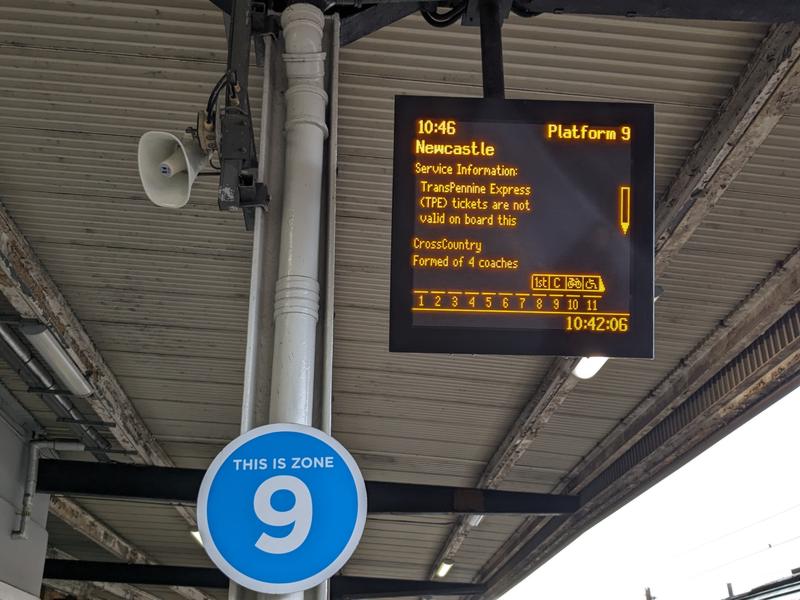 10:46 Platform 9
Newcastle
Service Information:
TransPennine Express
(TPE) tickets are not
valid on board this
CrossCountry
Formed of 4 coaches
1st C
1 2 3 4 5 6 7 8 9 10 11
10:42:06
THIS IS ZONE
9